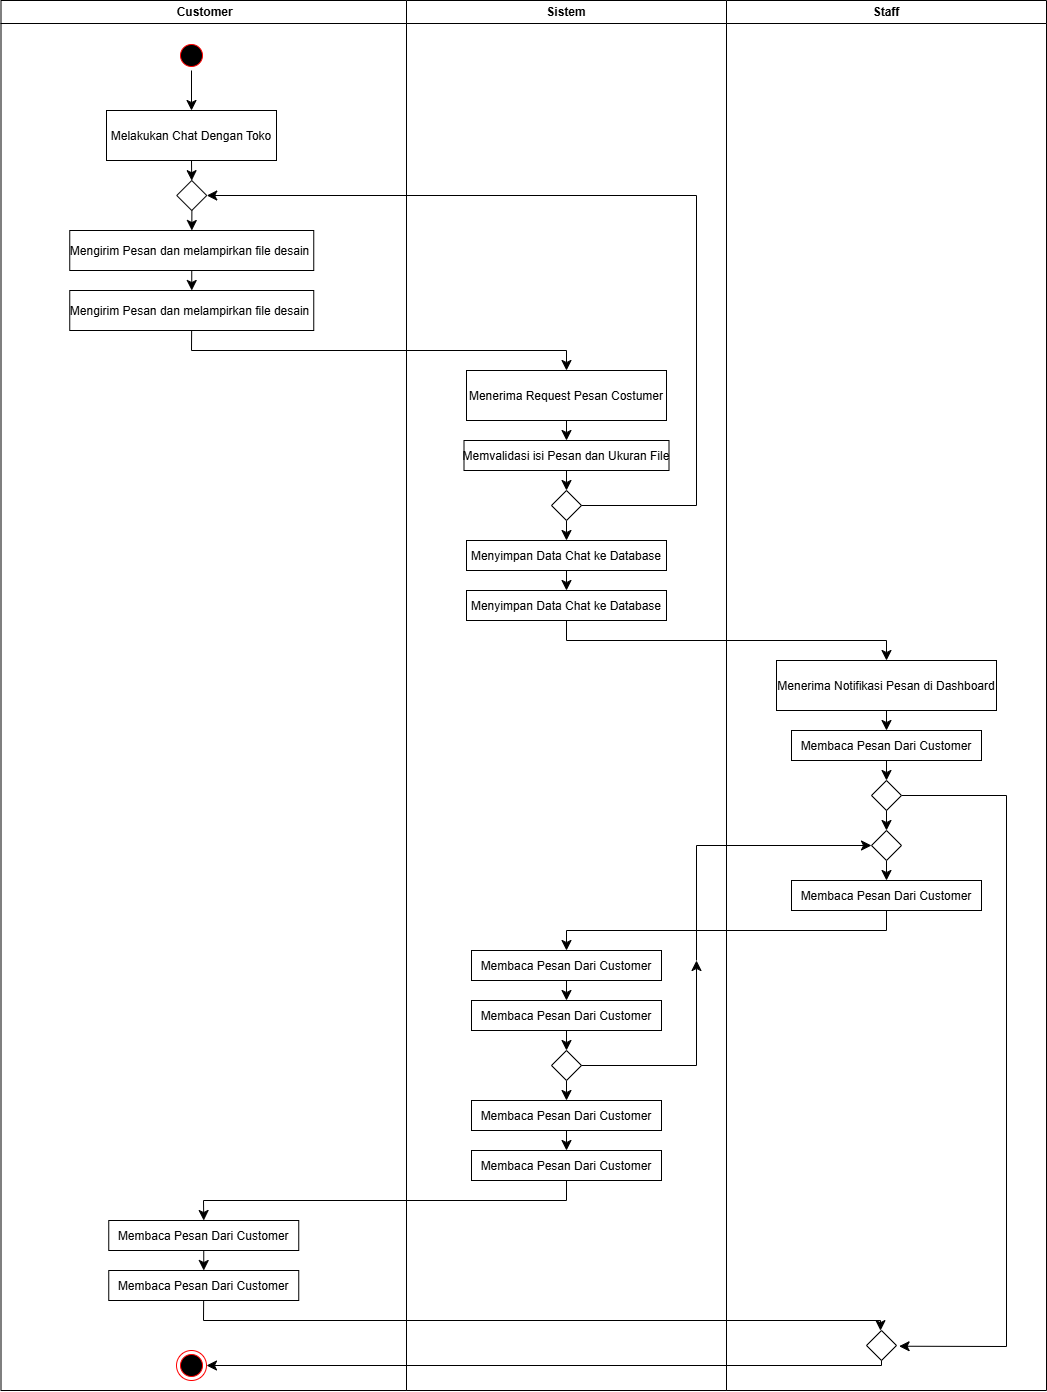 Customer
Sistem
Staff
Melakukan Chat Dengan Toko
Mengirim Pesan dan melampirkan file desain
Mengirim Pesan dan melampirkan file desain
Menerima Request Pesan Costumer
Memvalidasi isi Pesan dan Ukuran File
Menyimpan Data Chat ke Database
Menyimpan Data Chat ke Database
Menerima Notifikasi Pesan di Dashboard
Membaca Pesan Dari Customer
Membaca Pesan Dari Customer
Membaca Pesan Dari Customer
Membaca Pesan Dari Customer
Membaca Pesan Dari Customer
Membaca Pesan Dari Customer
Membaca Pesan Dari Customer
Membaca Pesan Dari Customer